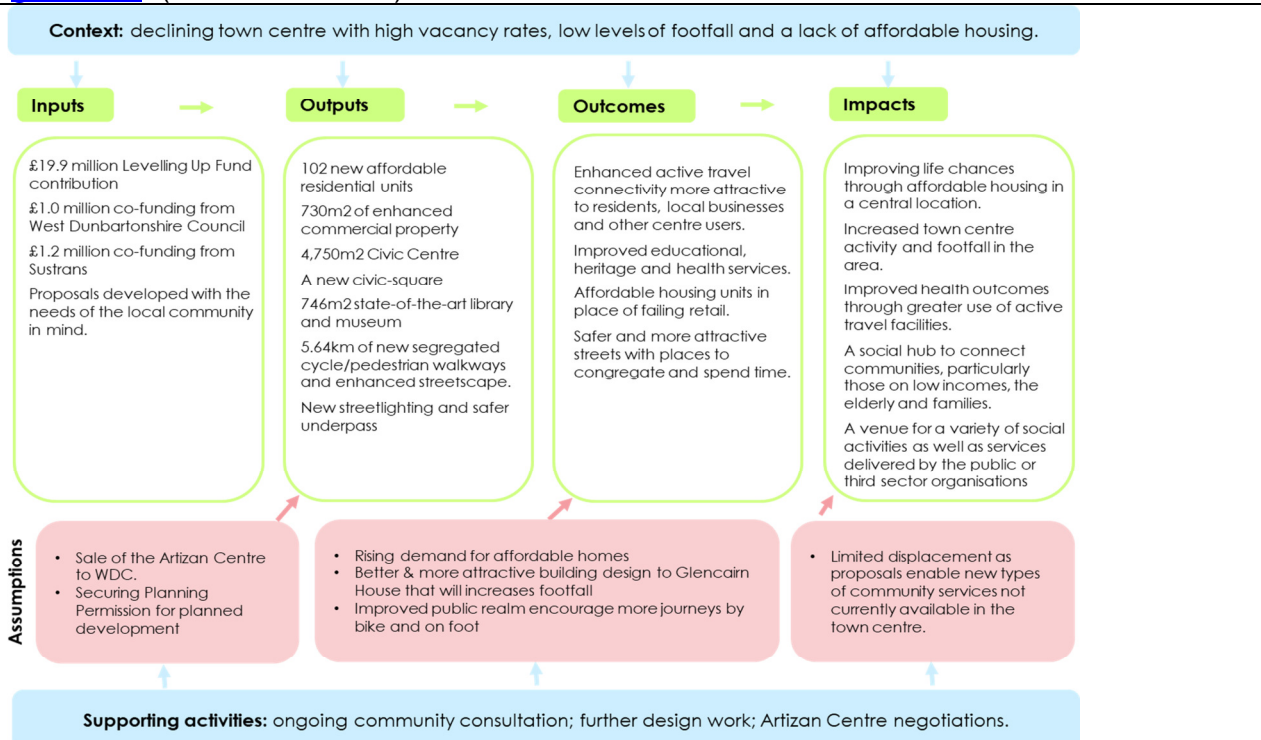 Context: declining town centre with high vacancy rates, low levels of footfall and a lack of affordable housing.
Inputs
Outputs
Outcomes
Impacts
£19.9 million Levelling Up Fund
contribution
£1.0 million co-funding from
West Dunbartonshire Council
£1.2 million co-funding from
Sustrans
Proposals developed with the
needs of the local community
in mind.
102 new affordable
residential units
730m2 of enhanced
commercial property
4,750m2 Civic Centre
A new civic-square
746m2 state-of-the-art library
and museum
5.64km of new segregated
cycle/pedestrian walkways
and enhanced streetscape.
New streetlighting and safer
underpass
Enhanced active travel
connectivity more attractive
to residents, local businesses
and other centre users.
Improved educational,
heritage and health services.
Affordable housing units in
place of failing retail.
Safer and more attractive
streets with places to
congregate and spend time.
Improving life chances
through affordable housing in
a central location.
Increased town centre
activity and footfall in the
area.
Improved health outcomes
through greater use of active
travel facilities.
A social hub to connect
communities, particularly
those on low incomes, the
elderly and families.
A venue for a variety of social
activities as well as services
delivered by the public or
third sector organisations
Assumptions
• Sale of the Artizan Centre
to WDC.
• Securing Planning
Permission for planned
development
• Rising demand for affordable homes
• Better & more attractive building design to Glencairn
House that will increases footfall
• Improved public realm encourage more journeys by
bike and on foot
• Limited displacement as
proposals enable new types
of community services not
currently available in the
town centre.
Supporting activities: ongoing community consultation; further design work; Artizan Centre negotiations.